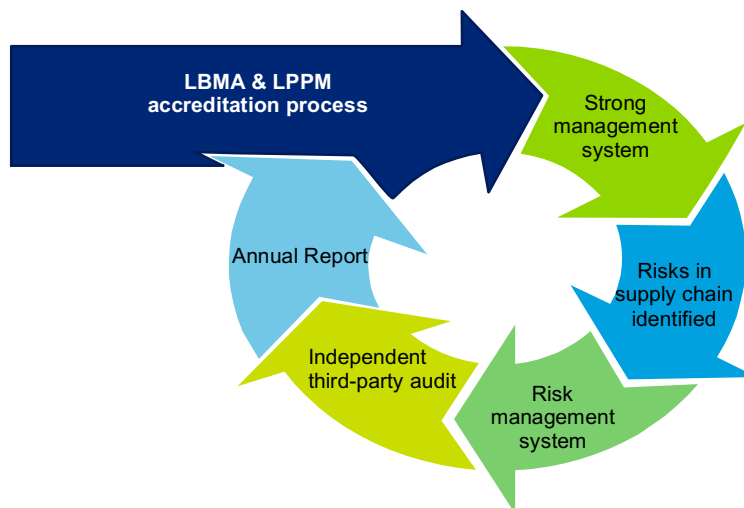 LBMA & LPPM
accreditation process
Strong
management
system
Risks in
supply chain
identified
Risk
management
system
Independent
third-party audit
Annual Report